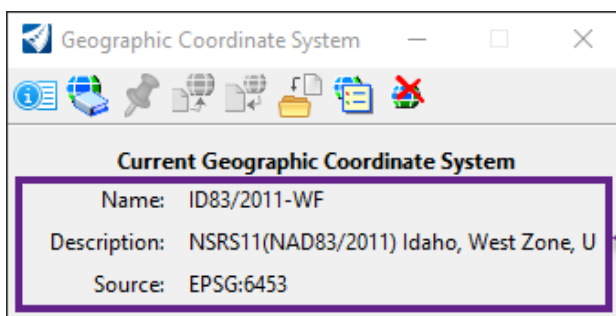 Geographic Coordinate System
Current Geographic Coordinate System
Name: ID83/2011-WF
Description: NSRS11(NAD83/2011) Idaho, West Zone, U
Source: EPSG:6453